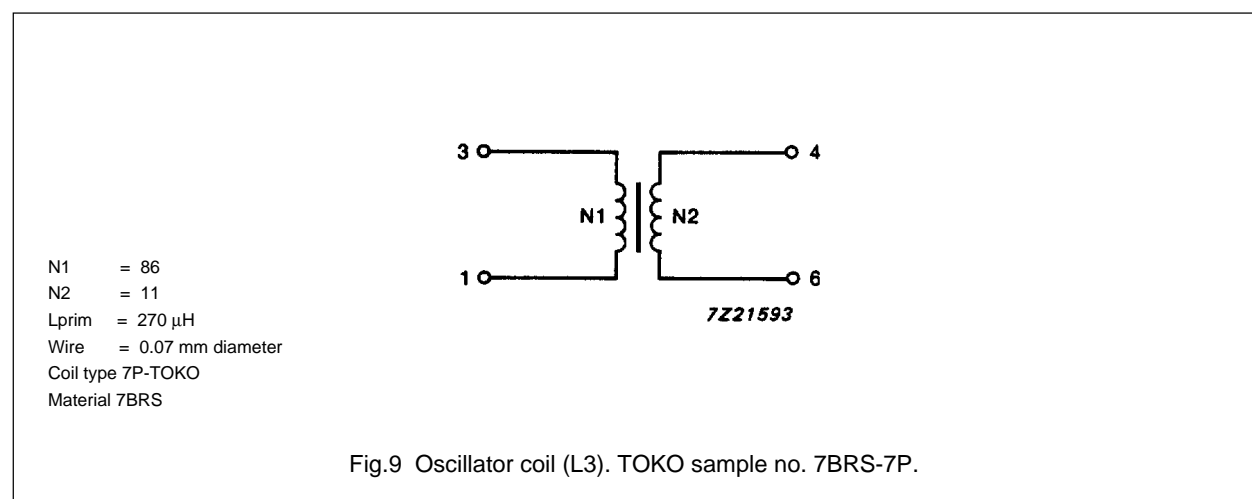 3
4
N1
N2
1
6
7Z21593
N1 = 86
N2 = 11
Lprim = 270 μH
Wire = 0.07 mm diameter
Coil type 7P-TOKO
Material 7BRS
Fig.9 Oscillator coil (L3). TOKO sample no. 7BRS-7P.